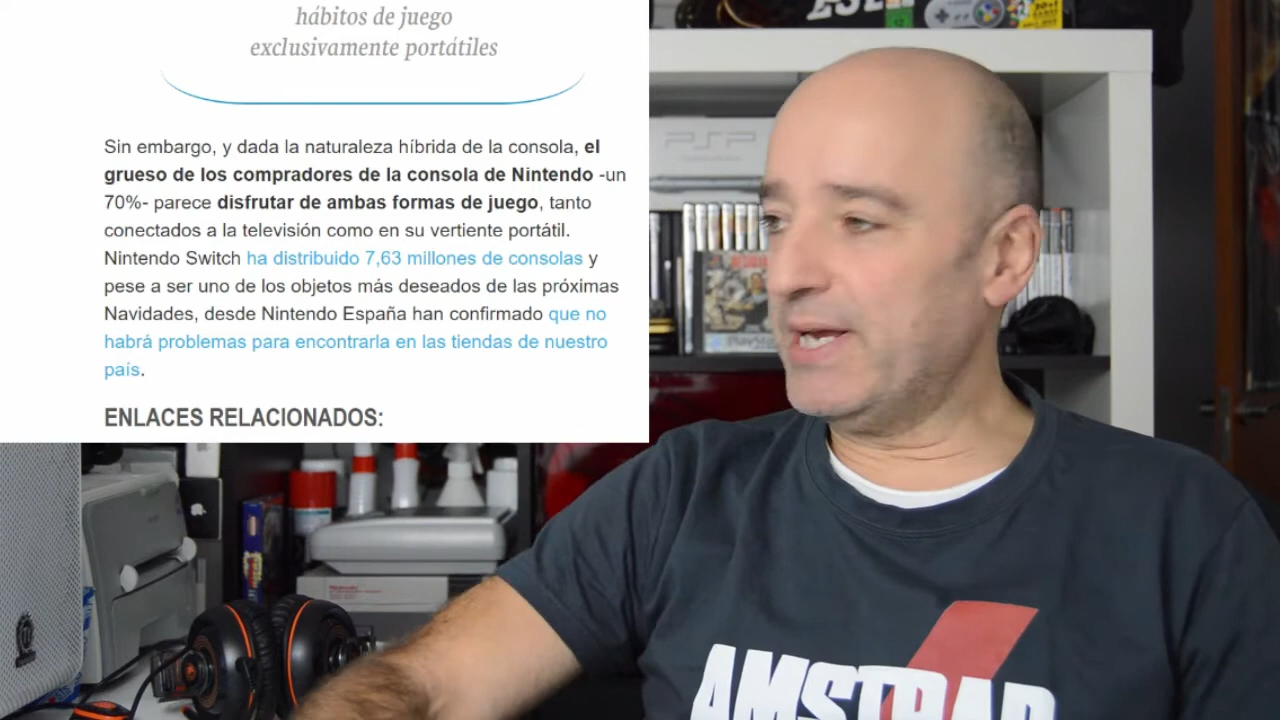 hábitos de juego
exclusivamente portátiles
Sin embargo, y dada la naturaleza híbrida de la consola, el
grueso de los compradores de la consola de Nintendo -un
70%- parece disfrutar de ambas formas de juego, tanto
conectados a la televisión como en su vertiente portátil.
Nintendo Switch ha distribuido 7,63 millones de consolas y
pese a ser uno de los objetos más deseados de las próximas
Navidades, desde Nintendo España han confirmado que no
habrá problemas para encontrarla en las tiendas de nuestro
país.
ENLACES RELACIONADOS:
PSP
Nintendo
AMSTRAD